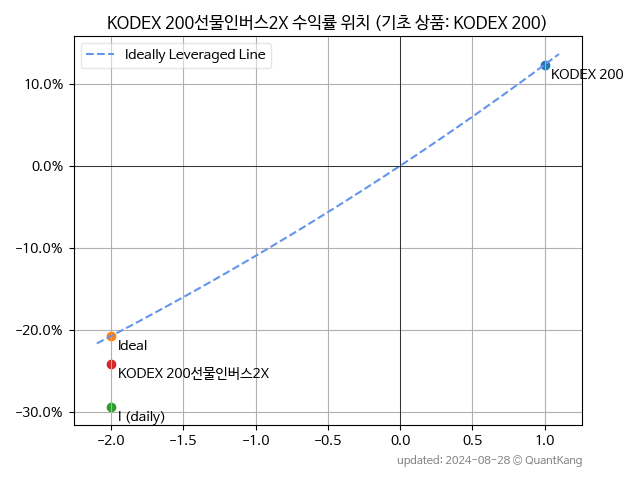 KODEX 200선물인버스2X 수익률 위치 (기초 상품: KODEX 200)
Ideally Leveraged Line
KODEX 200
10.0%
0.0%
−10.0%
−20.0%
Ideal
KODEX 200선물인버스2X
−30.0%
I (daily)
−2.0 −1.5 −1.0 −0.5 0.0 0.5 1.0
updated: 2024-08-28 © QuantKang